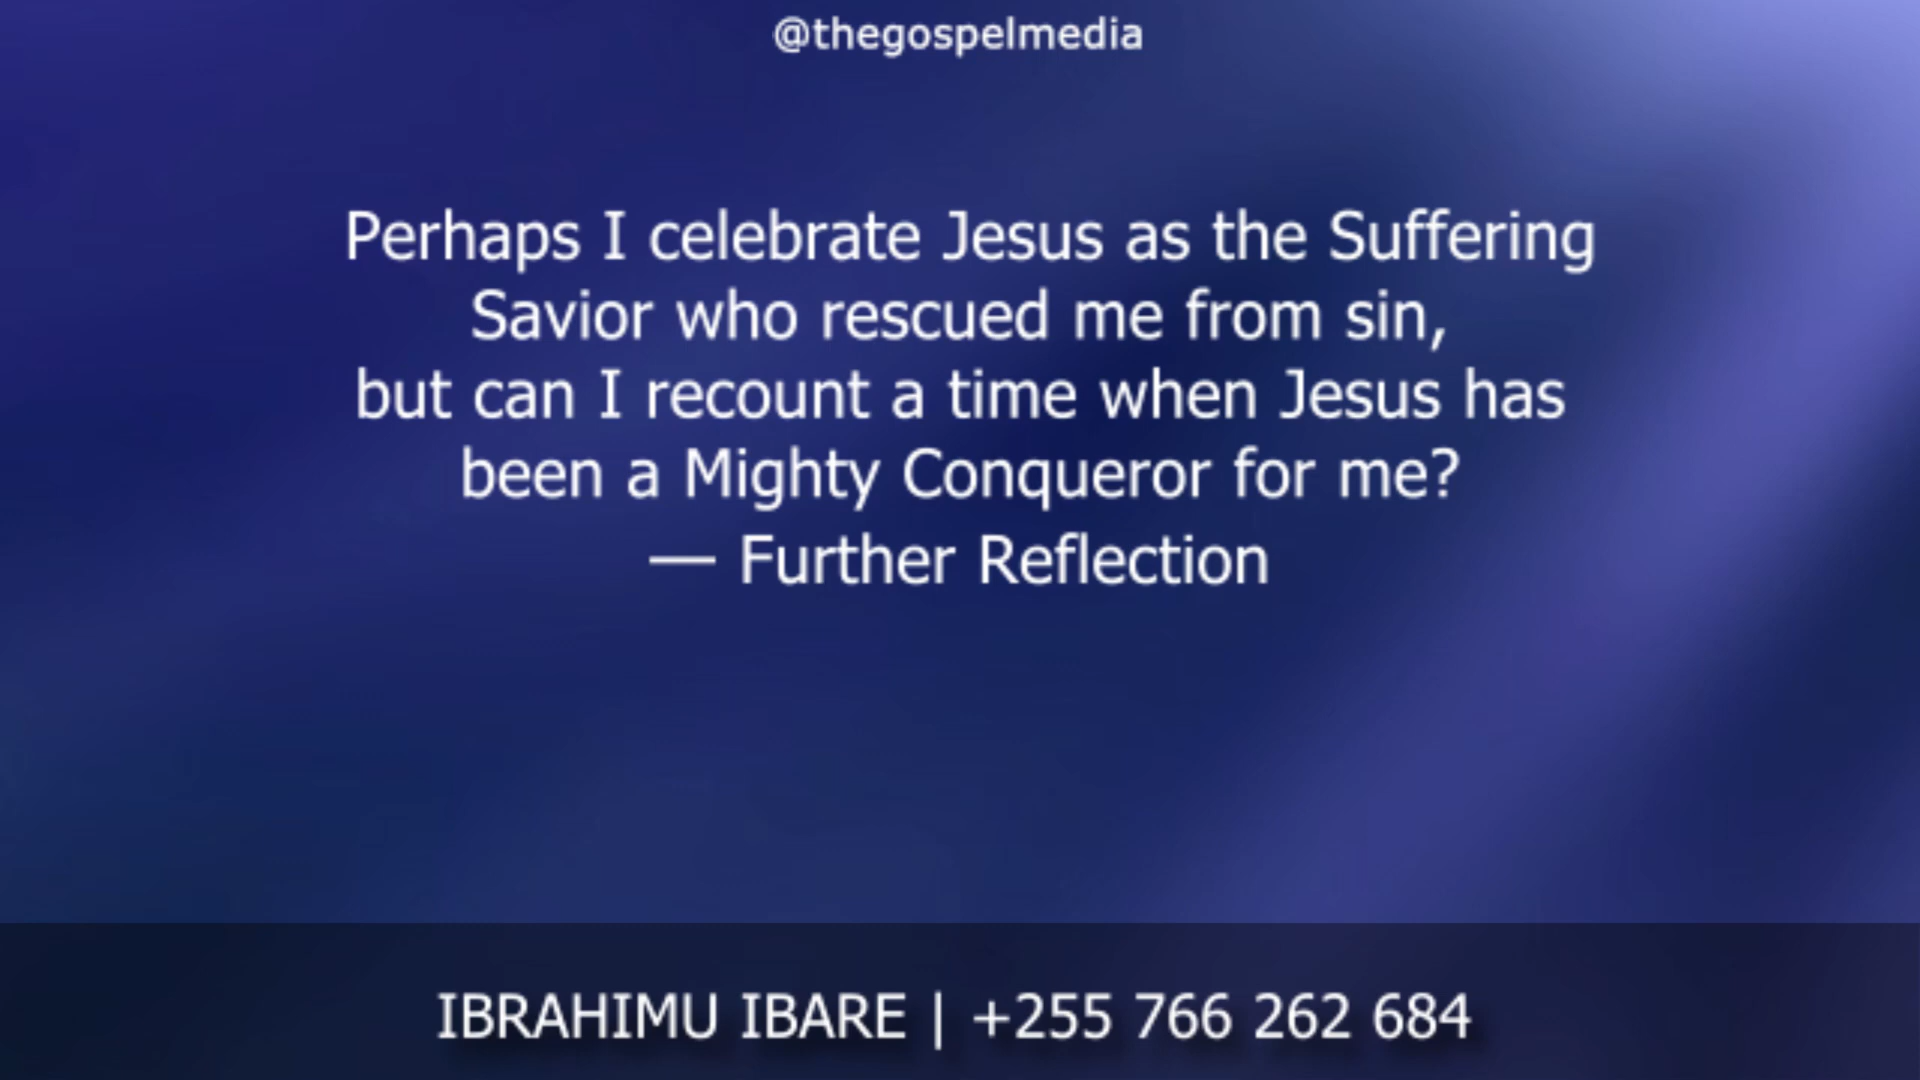 @thegospelmedia
Perhaps I celebrate Jesus as the Suffering
Savior who rescued me from sin,
but can I recount a time when Jesus has
been a Mighty Conqueror for me?
— Further Reflection
IBRAHIMU IBARE | +255 766 262 684